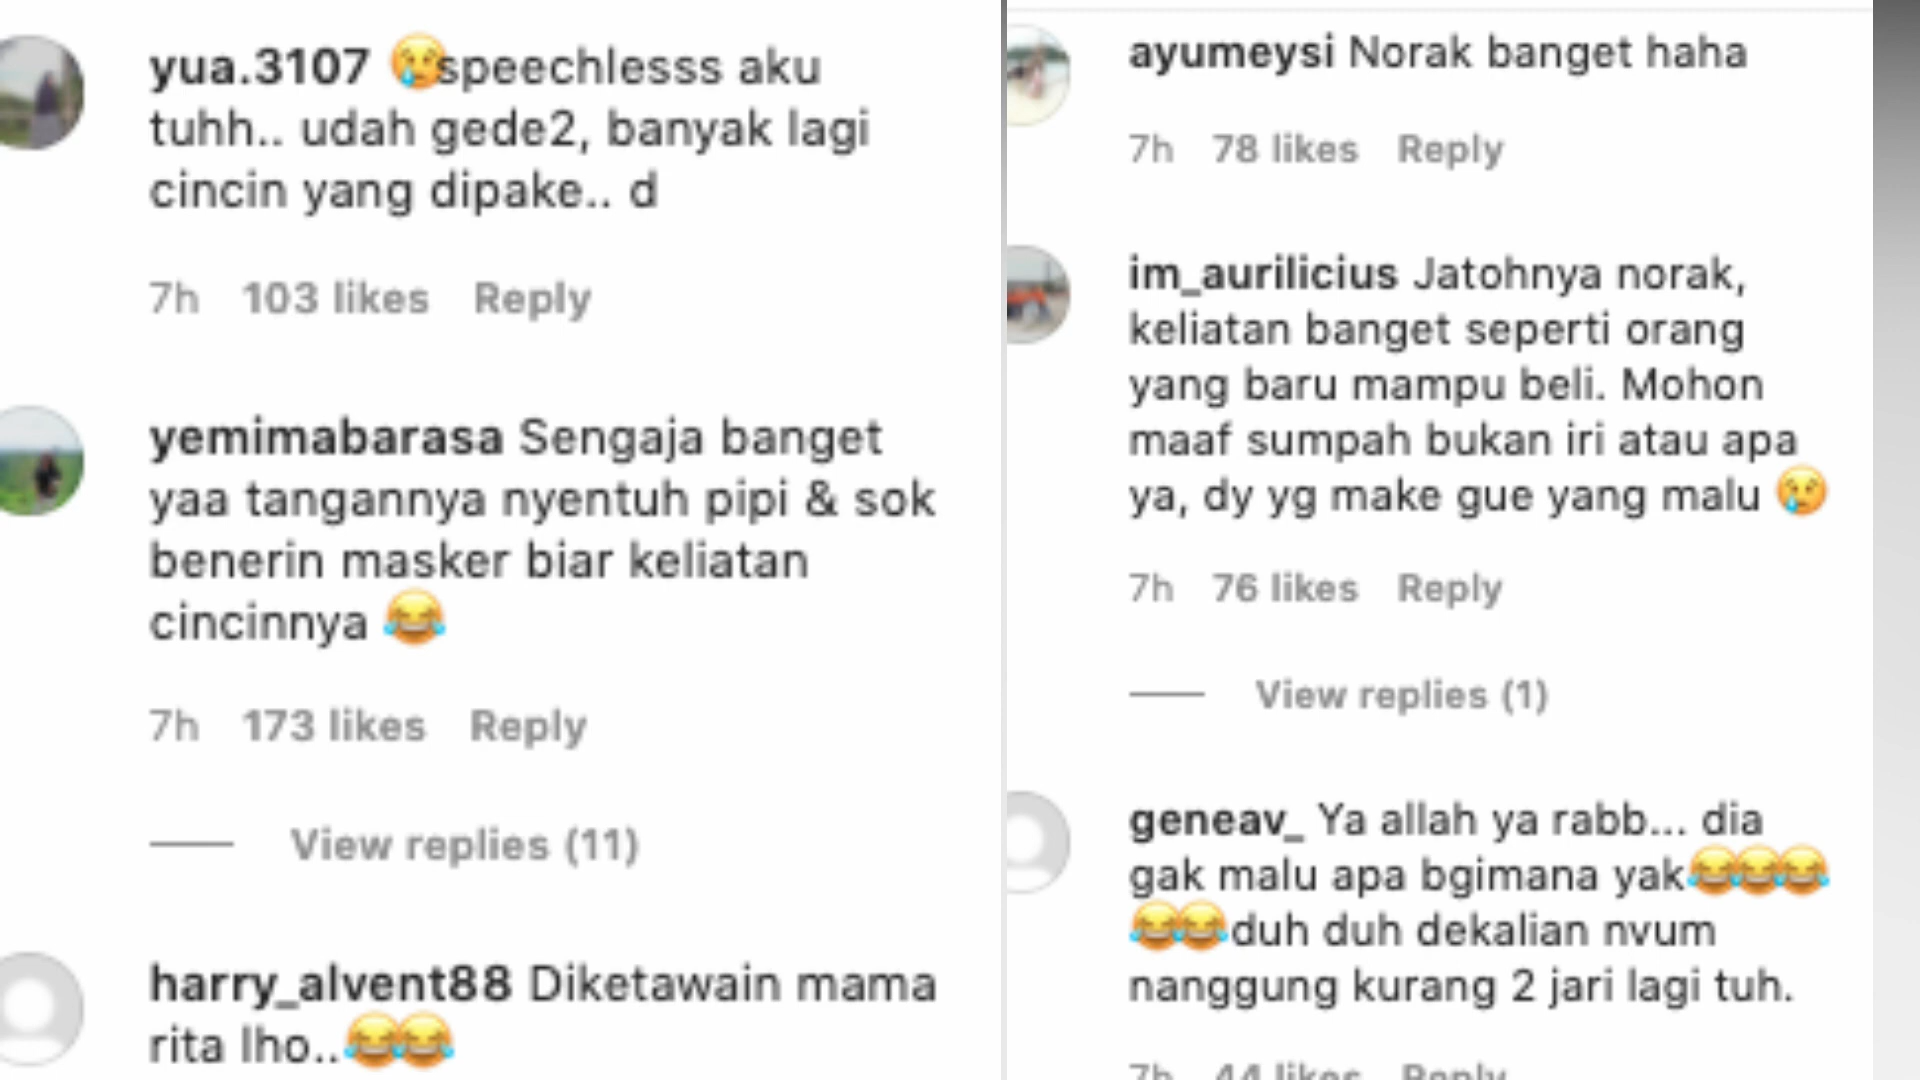 yua.3107 😢speechlesss aku
tuhh.. udah gede2, banyak lagi
cincin yang dipake.. d
7h 103 likes Reply
yemimabarasa Sengaja banget
yaa tangannya nyentuh pipi & sok
benerin masker biar keliatan
cincinnya 😂
7h 173 likes Reply
View replies (11)
harry_alvent88 Diketawain mama
rita lho..😂😂
ayumeysi Norak banget haha
7h 78 likes Reply
im_aurilicius Jatohnya norak,
keliatan banget seperti orang
yang baru mampu beli. Mohon
maaf sumpah bukan iri atau apa
ya, dy yg make gue yang malu 😢
7h 76 likes Reply
View replies (1)
geneav_ Ya allah ya rabb... dia
gak malu apa bgimana yak😂😂😂
😂😂duh duh dekalian nvum
nanggung kurang 2 jari lagi tuh.
7h 44 likes Reply